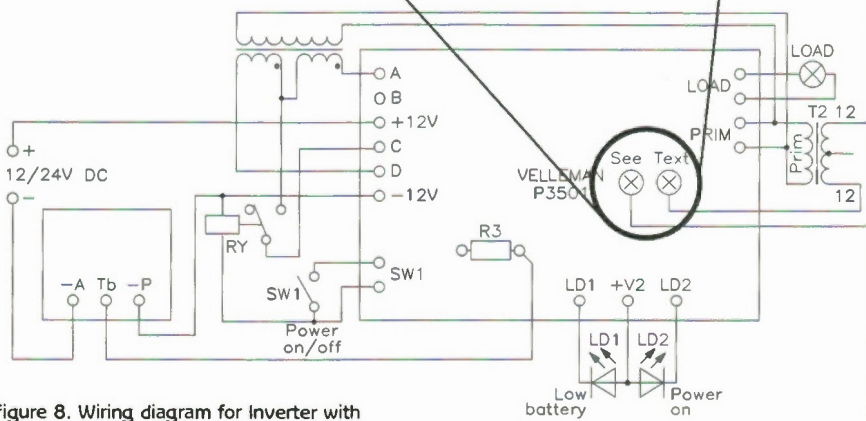 LOAD
A
B
LOAD
T2 12
+12V
PRIM
Prim
C
+
See Text
12/24V DC
D
VELLEMAN
P3501
-
-12V
12
RY
R3
-A Tb -P
SW1
SW1
LD1 +V2 LD2
Power
on/off
LD1 LD2
Low
battery
Power
on
Figure 8. Wiring diagram for Inverter with